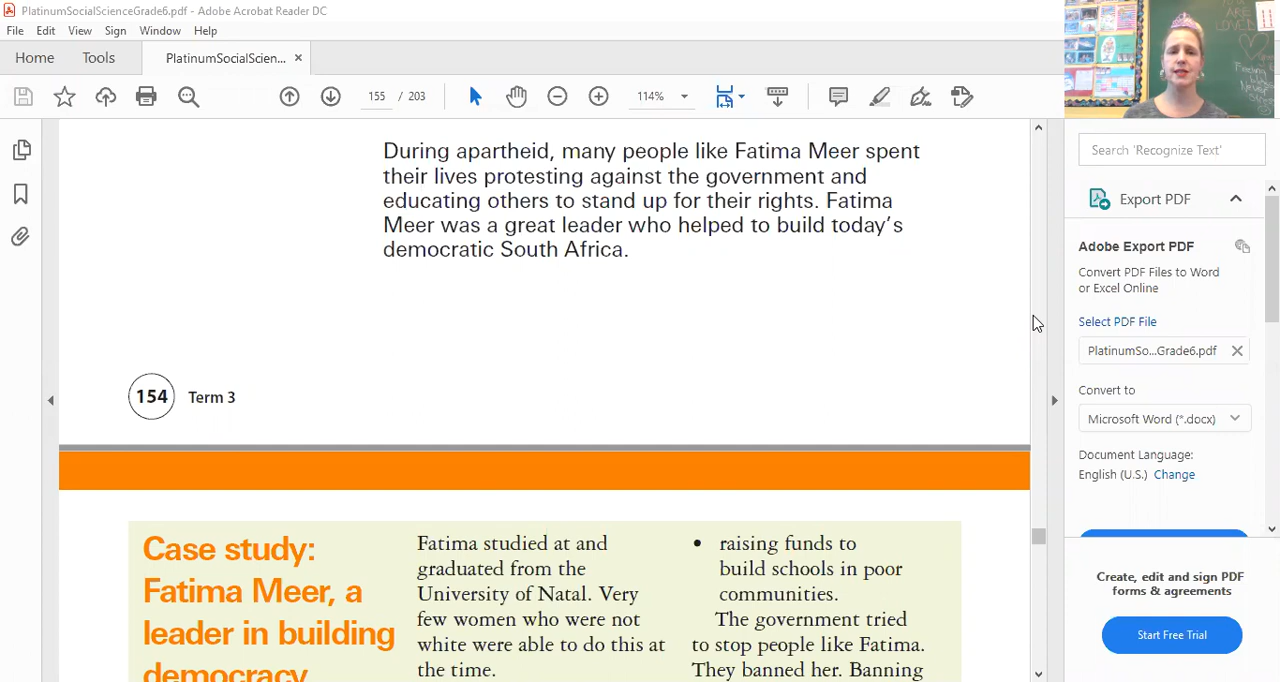 PlatinumSocialScienceGrade6.pdf - Adobe Acrobat Reader DC
File Edit View Sign Window Help
Home Tools PlatinumSocialScien... ×
155 / 203 114%
During apartheid, many people like Fatima Meer spent
their lives protesting against the government and
educating others to stand up for their rights. Fatima
Meer was a great leader who helped to build today's
democratic South Africa.
154 Term 3
Case study:
Fatima Meer, a
leader in building
democracy
Fatima studied at and
graduated from the
University of Natal. Very
few women who were not
white were able to do this at
the time.
• raising funds to
build schools in poor
communities.
The government tried
to stop people like Fatima.
They banned her. Banning
Search 'Recognize Text'
Export PDF
Adobe Export PDF
Convert PDF Files to Word
or Excel Online
Select PDF File
PlatinumSo...Grade6.pdf
Convert to
Microsoft Word (*.docx)
Document Language:
English (U.S.) Change
Create, edit and sign PDF
forms & agreements
Start Free Trial
ARE
LOVED
Feeling
Never